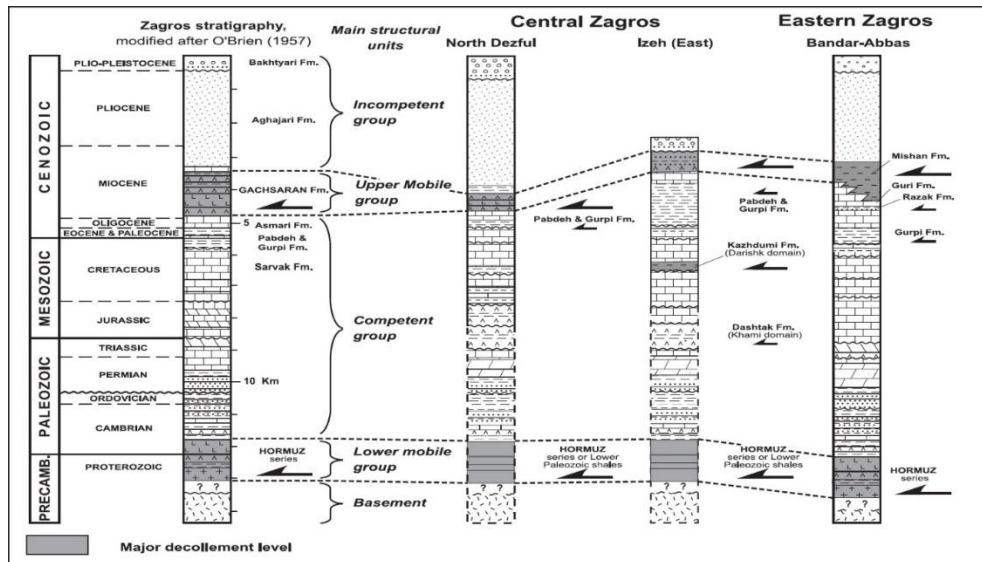 Zagros stratigraphy,
modified after O'Brien (1957)
Main structural
units
Central Zagros
North Dezful
Izeh (East)
Eastern Zagros
Bandar-Abbas
CENOZOIC
PLIO-PLEISTOCENE
PLIOCENE
MIOCENE
OLIGOCENE
EOCENE & PALEOCENE
MESOZOIC
CRETACEOUS
JURASSIC
TRIASSIC
PALEOZOIC
PERMIAN
ORDOVICIAN
CAMBRIAN
PRECAMB.
PROTEROZOIC
Bakhtyari Fm.
Aghajari Fm.
GACHSARAN Fm.
5
Asmari Fm.
Pabdeh &
Gurpi Fm.
Sarvak Fm.
10 Km
HORMUZ
series
? ?
Incompetent
group
Upper Mobile
group
Competent
group
Lower mobile
group
Basement
Pabdeh & Gurpi Fm.
HORMUZ
series or Lower
Paleozoic shales
? ?
Pabdeh
& Gurpi Fm.
Kazhdumi Fm.
(Darishk domain)
Dashtak Fm.
(Khami domain)
HORMUZ
series or Lower
Paleozoic shales
? ?
Mishan Fm.
Guri Fm.
Razak Fm.
Gurpi Fm.
HORMUZ
series
? ?
Major decollement level